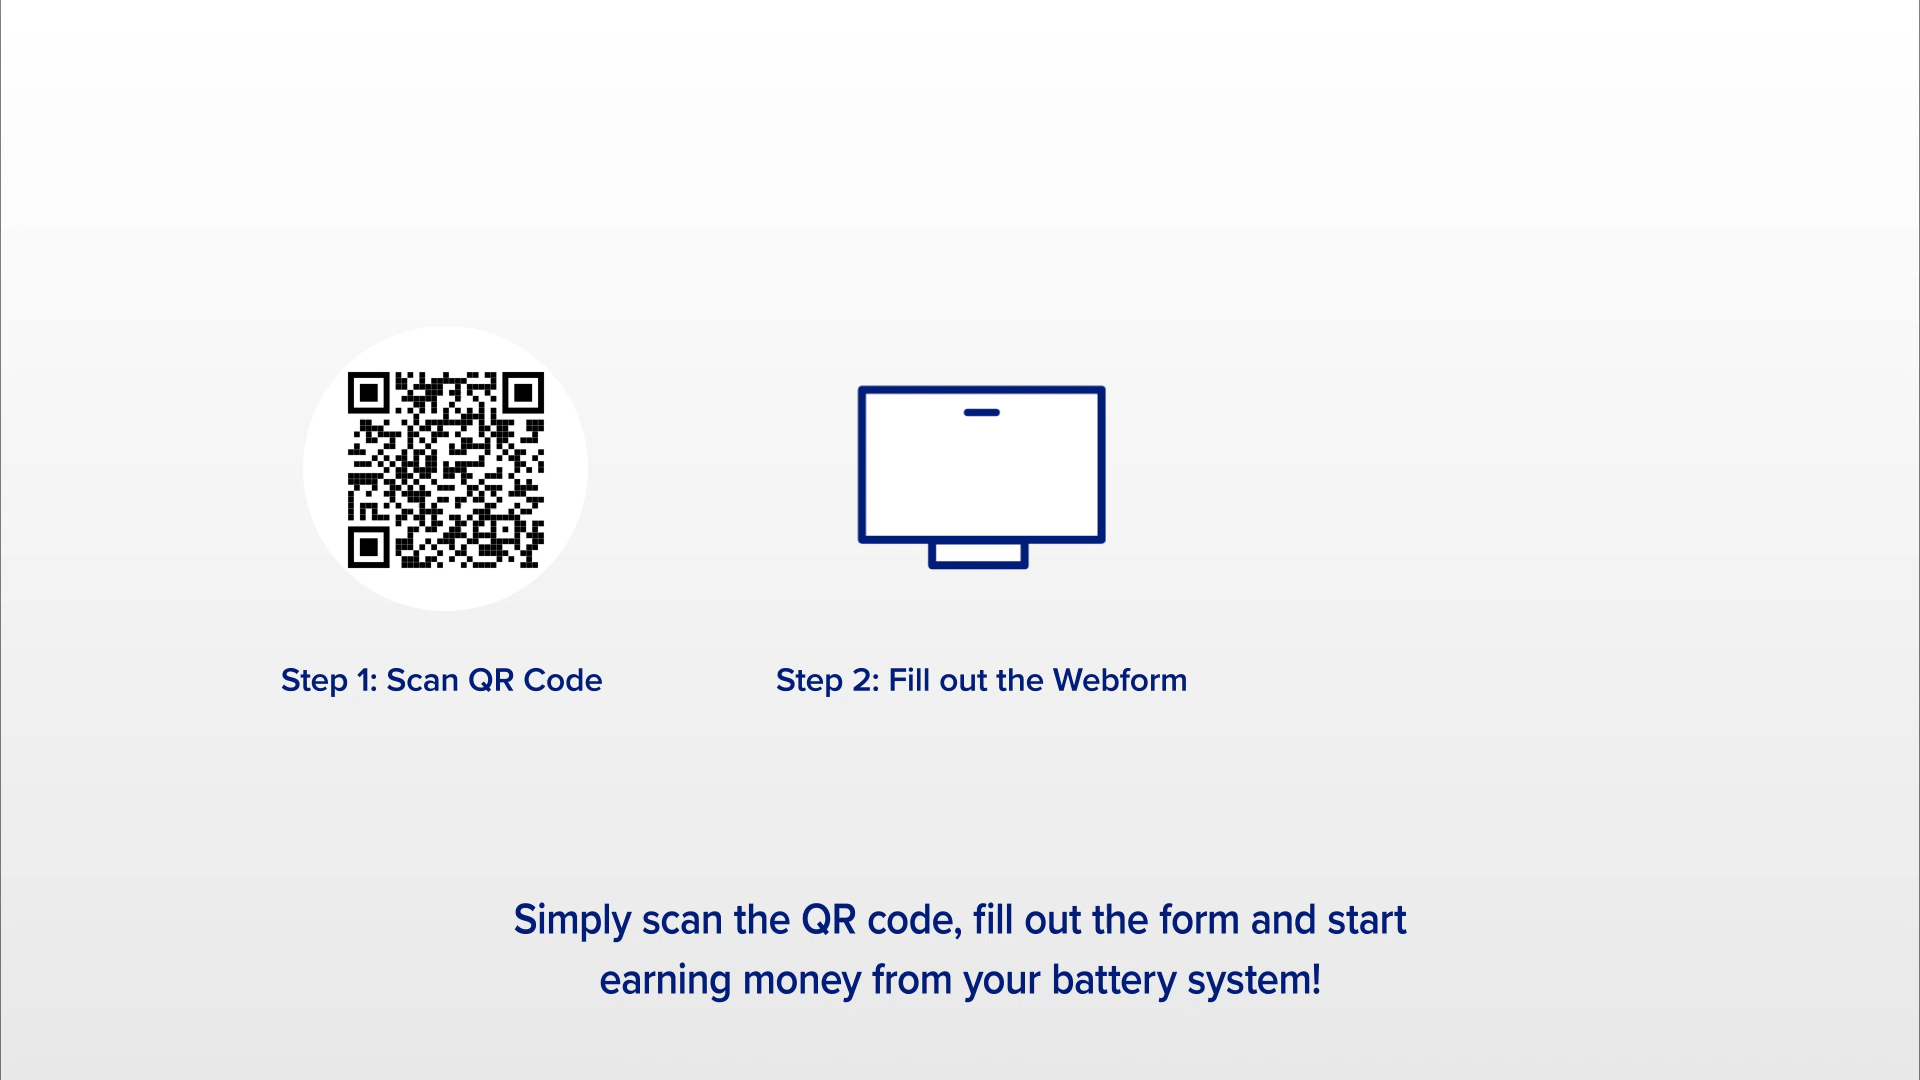 Step 1: Scan QR Code
Step 2: Fill out the Webform
Simply scan the QR code, fill out the form and start
earning money from your battery system!